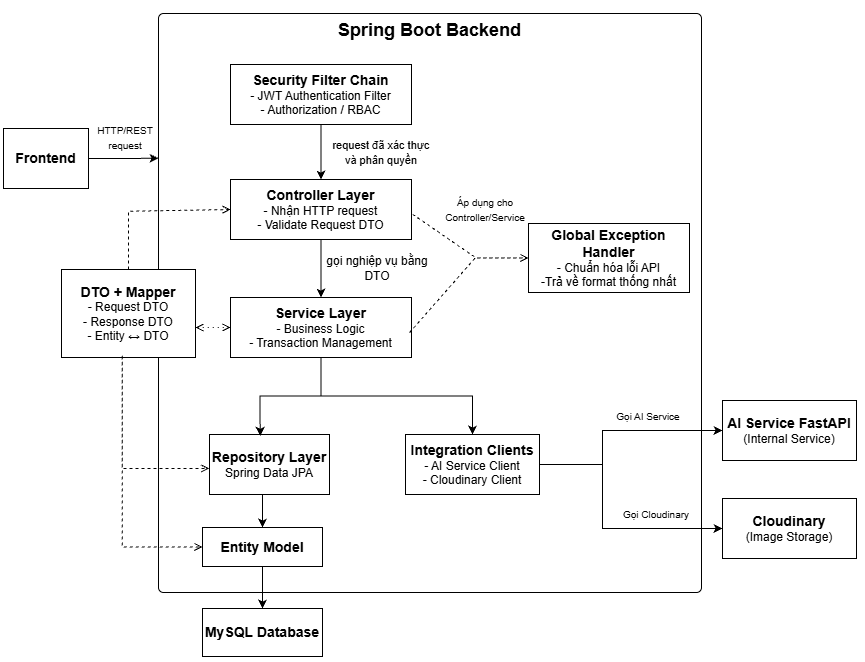 Spring Boot Backend
Security Filter Chain
- JWT Authentication Filter
- Authorization / RBAC
HTTP/REST
request
Frontend
request đã xác thực
và phân quyền
Controller Layer
- Nhận HTTP request
- Validate Request DTO
Áp dụng cho
Controller/Service
Global Exception
Handler
- Chuẩn hóa lỗi API
-Trả về format thống nhất
gọi nghiệp vụ bằng
DTO
DTO + Mapper
- Request DTO
- Response DTO
- Entity ↔ DTO
Service Layer
- Business Logic
- Transaction Management
Repository Layer
Spring Data JPA
Integration Clients
- AI Service Client
- Cloudinary Client
Gọi AI Service
AI Service FastAPI
(Internal Service)
Gọi Cloudinary
Cloudinary
(Image Storage)
Entity Model
MySQL Database